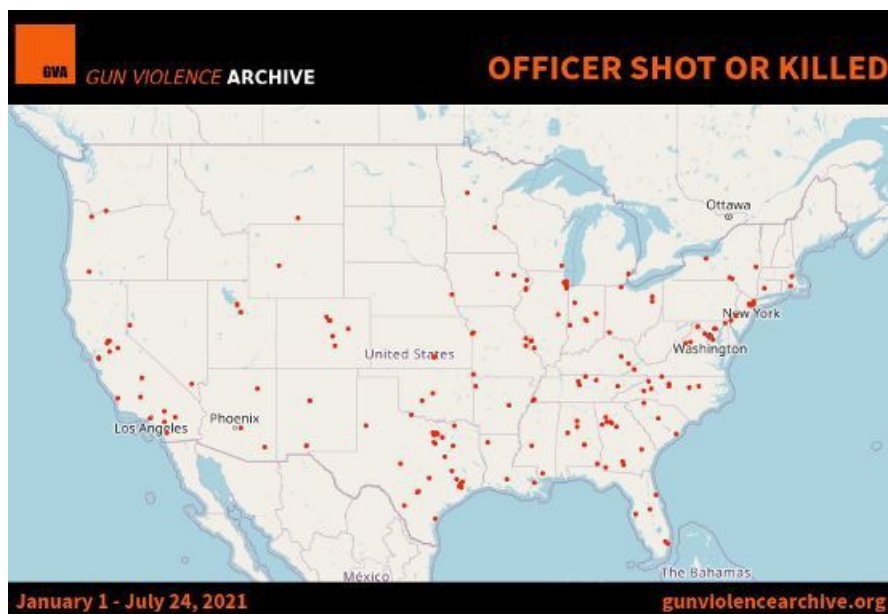 GVA
GUN VIOLENCE ARCHIVE
OFFICER SHOT OR KILLED
Ottawa
New York
United States
Washington
Phoenix
Los Angeles
The Bahamas
México
January 1 - July 24, 2021
gunviolencearchive.org